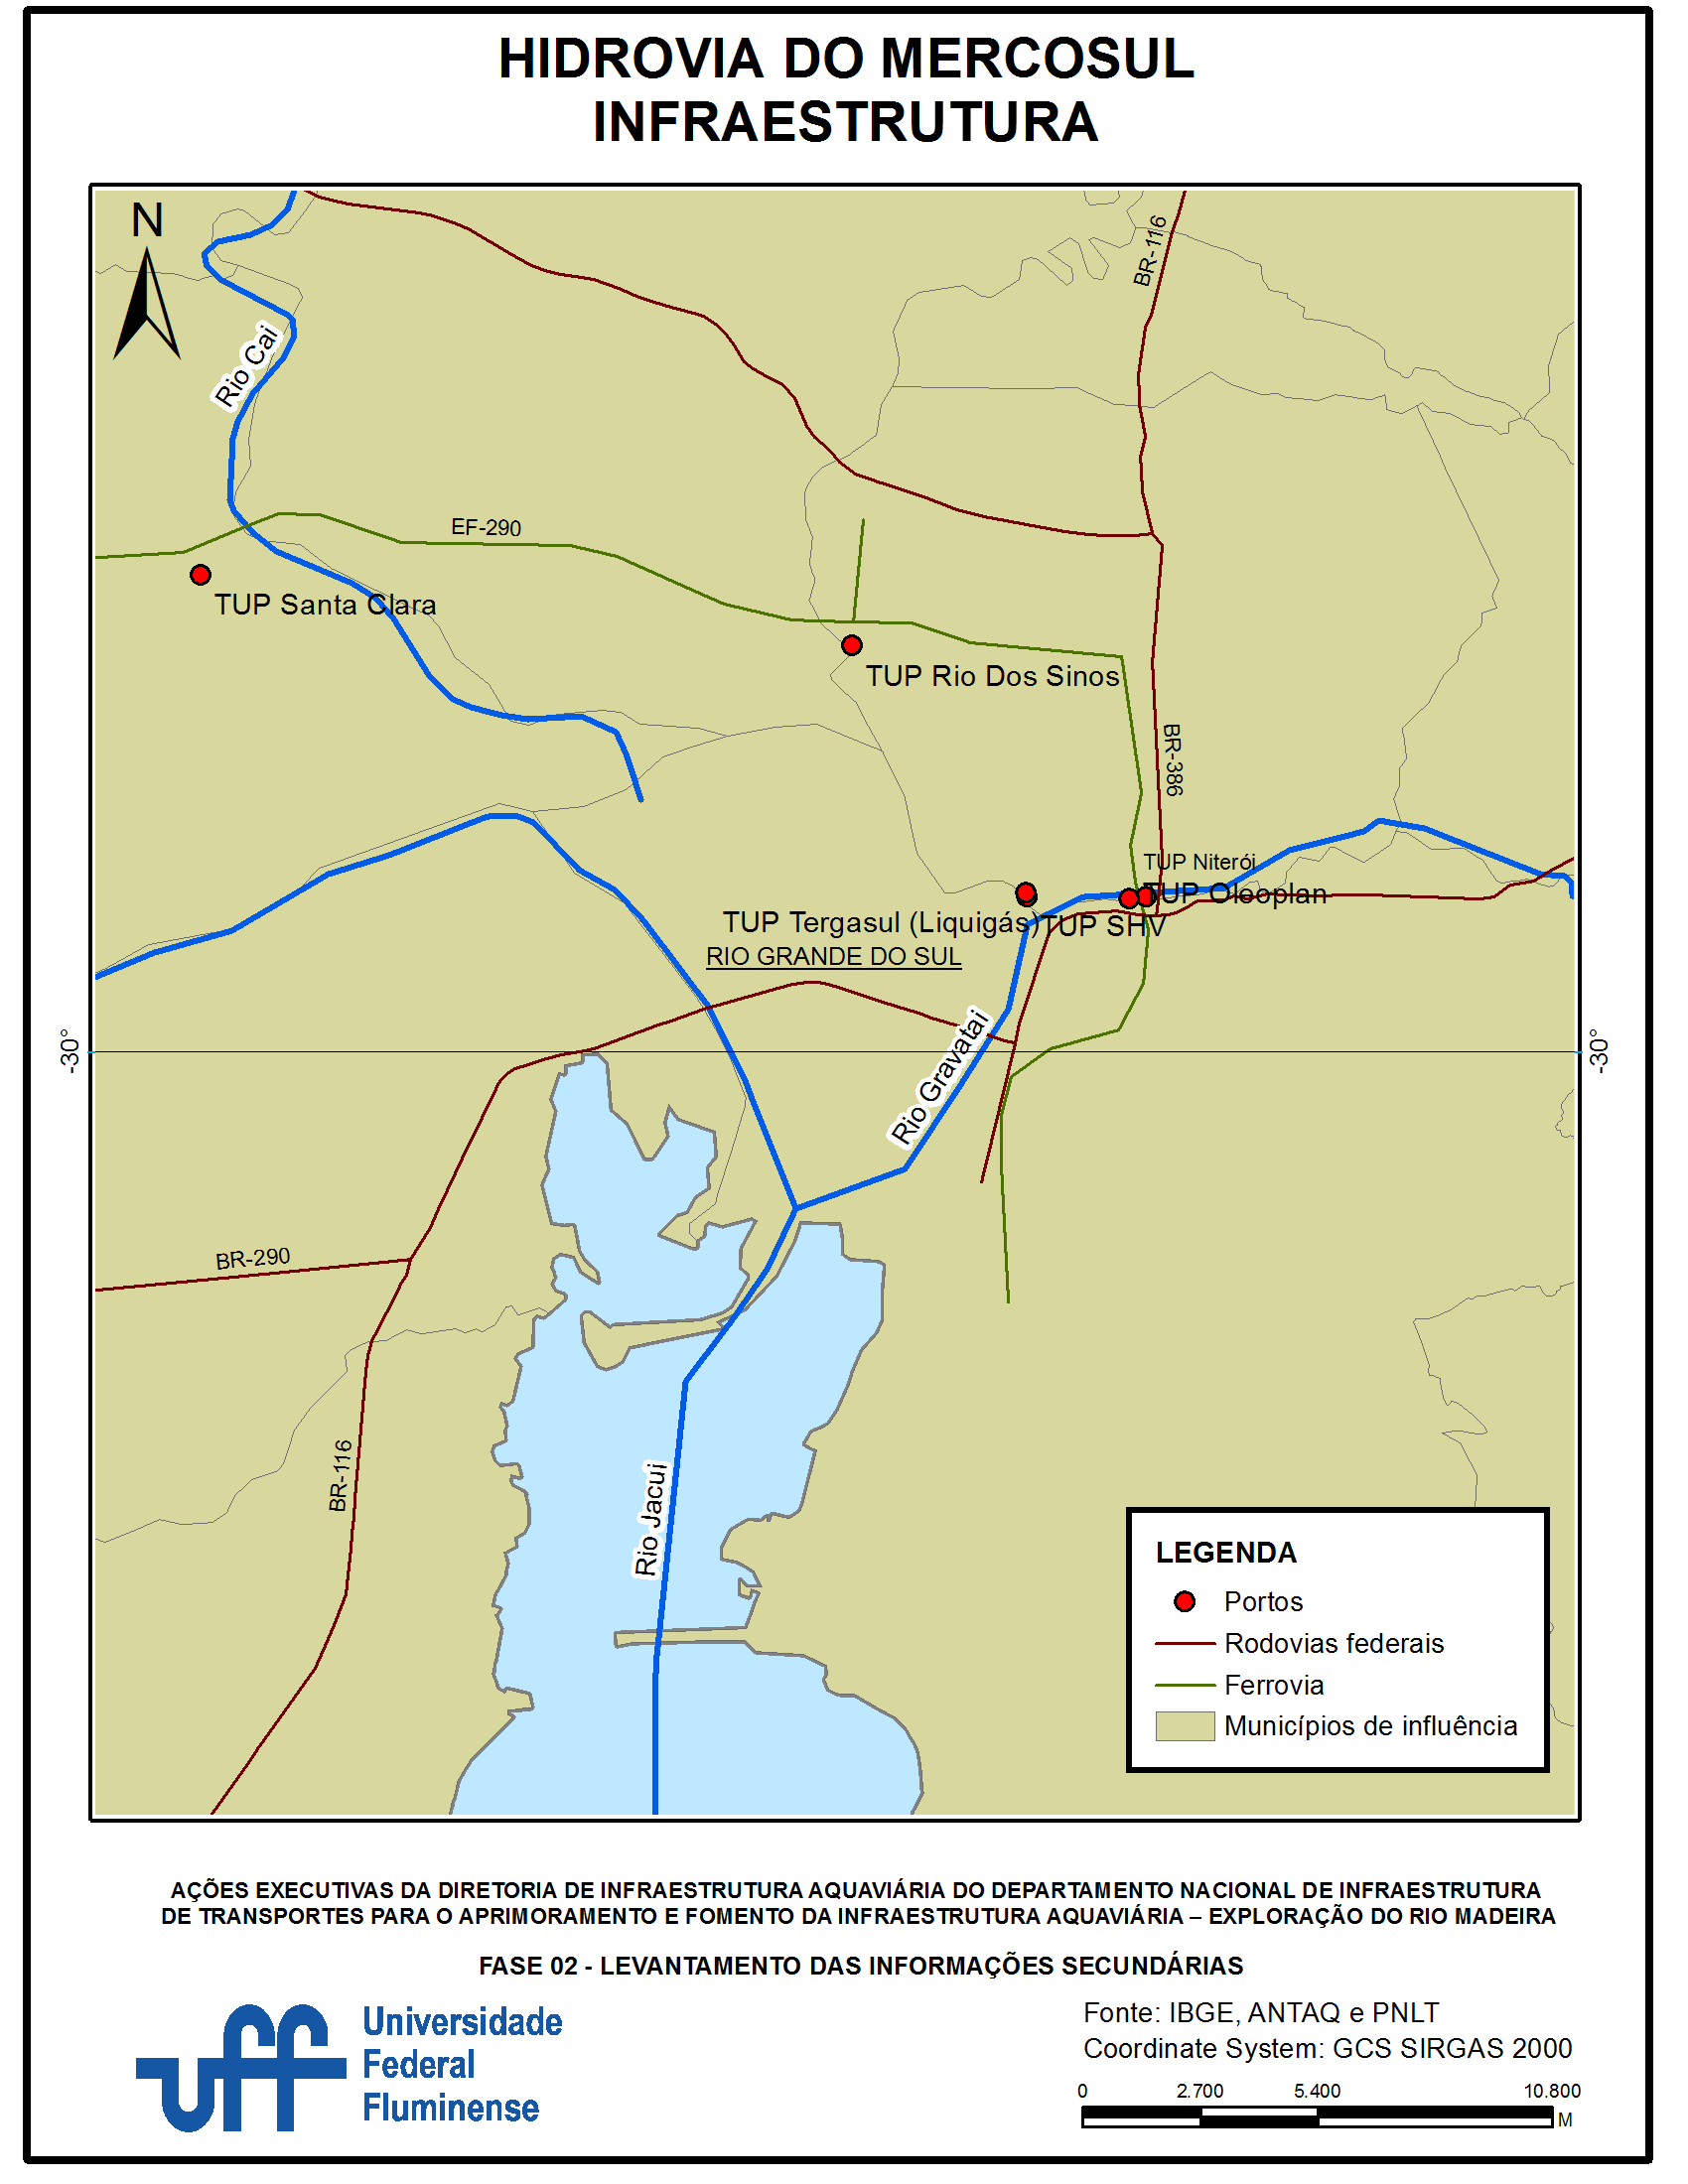 HIDROVIA DO MERCOSUL
INFRAESTRUTURA
N
BR-116
Rio Cai
EF-290
TUP Santa Clara
TUP Rio Dos Sinos
BR-386
TUP Niterói
TUP Oleoplan
TUP Tergasul (Liquigás)
TUP SHV
RIO GRANDE DO SUL
-30°
-30°
Rio Gravatai
BR-290
BR-116
Rio Jacui
LEGENDA
Portos
Rodovias federais
Ferrovia
Municípios de influência
AÇÕES EXECUTIVAS DA DIRETORIA DE INFRAESTRUTURA AQUAVIÁRIA DO DEPARTAMENTO NACIONAL DE INFRAESTRUTURA
DE TRANSPORTES PARA O APRIMORAMENTO E FOMENTO DA INFRAESTRUTURA AQUAVIÁRIA – EXPLORAÇÃO DO RIO MADEIRA
FASE 02 - LEVANTAMENTO DAS INFORMAÇÕES SECUNDÁRIAS
uff
Universidade
Federal
Fluminense
Fonte: IBGE, ANTAQ e PNLT
Coordinate System: GCS SIRGAS 2000
0 2.700 5.400 10.800
M